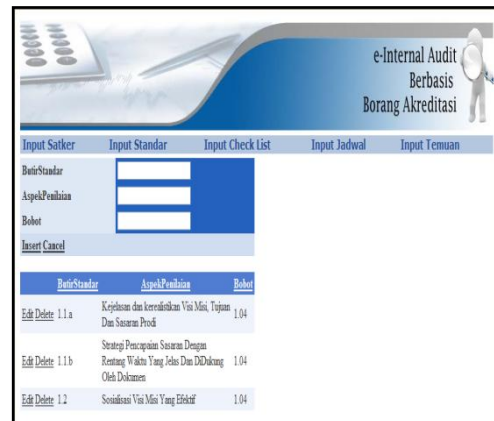 e-Internal Audit
Berbasis
Borang Akreditasi
Input Satker Input Standar Input Check List Input Jadwal Input Temuan
ButirStandar
AspekPenilaian
Bobot
Insert Cancel
ButirStandar AspekPenilaian Bobot
Edit Delete 1.1.a Kejelasan dan kerealistikan Visi Misi, Tujuan Dan Sasaran Prodi 1.04
Edit Delete 1.1.b Strategi Pencapaian Sasaran Dengan Rentang Waktu Yang Jelas Dan DiDukung Oleh Dokumen 1.04
Edit Delete 1.2 Sosialisasi Visi Misi Yang Efektif 1.04